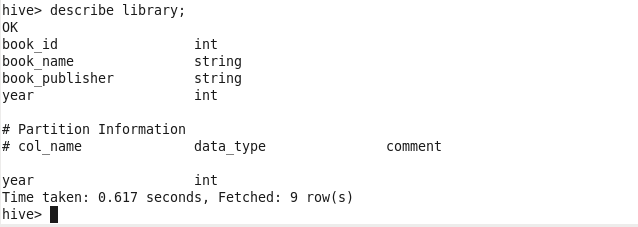 hive> describe library;
OK
book_id                 int
book_name               string
book_publisher          string
year                    int

# Partition Information
# col_name              data_type               comment

year                    int
Time taken: 0.617 seconds, Fetched: 9 row(s)
hive>